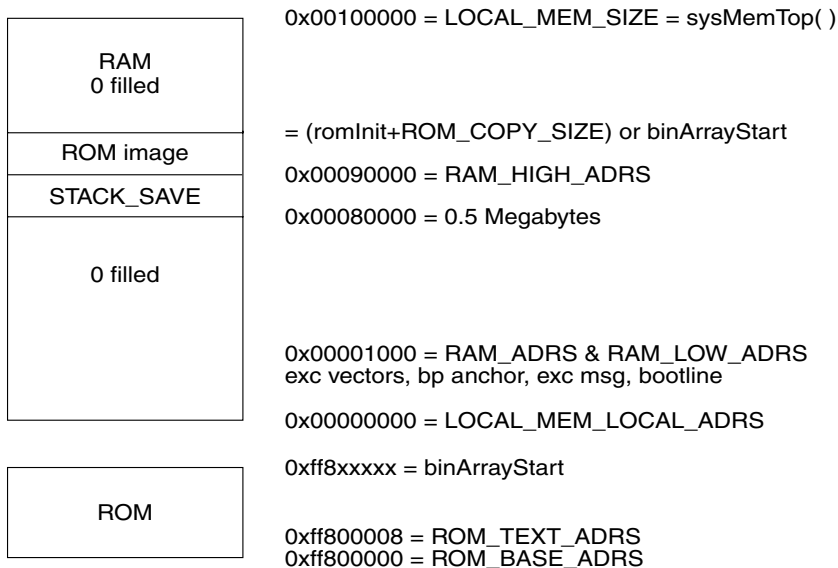 0x00100000 = LOCAL_MEM_SIZE = sysMemTop( )
RAM
0 filled
= (romInit+ROM_COPY_SIZE) or binArrayStart
ROM image
0x00090000 = RAM_HIGH_ADRS
STACK_SAVE
0x00080000 = 0.5 Megabytes
0 filled
0x00001000 = RAM_ADRS & RAM_LOW_ADRS
exc vectors, bp anchor, exc msg, bootline
0x00000000 = LOCAL_MEM_LOCAL_ADRS
0xff8xxxxx = binArrayStart
ROM
0xff800008 = ROM_TEXT_ADRS
0xff800000 = ROM_BASE_ADRS